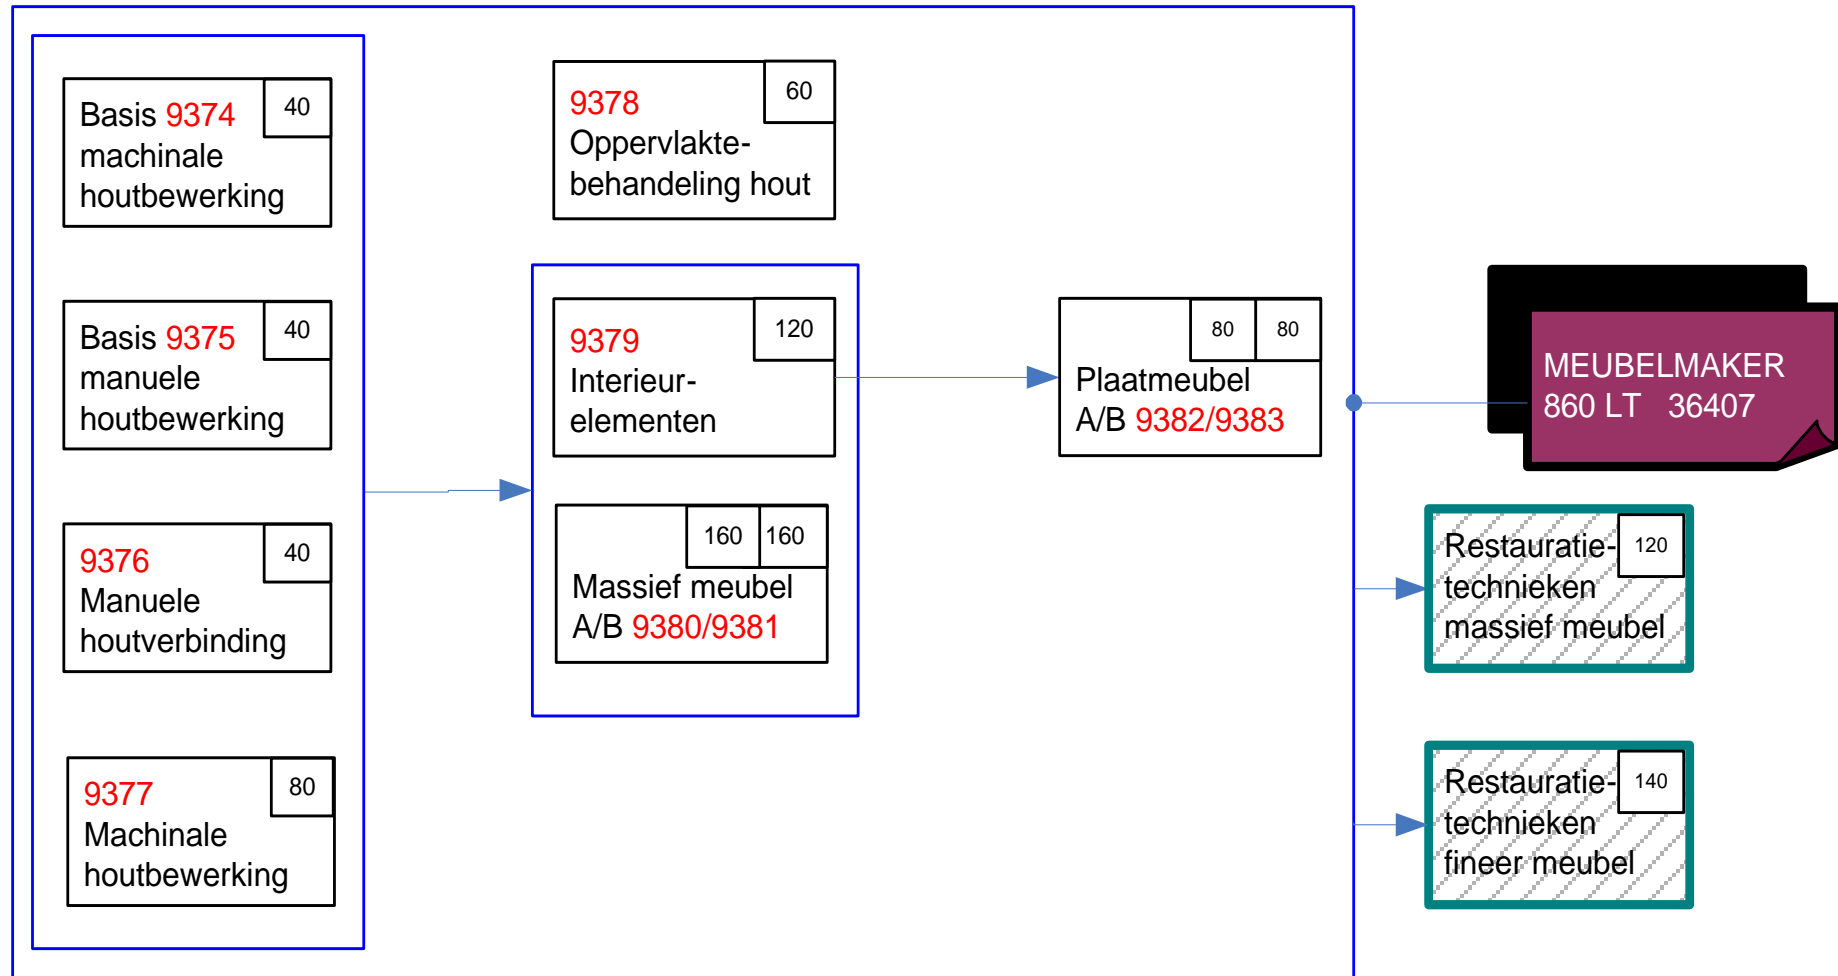 Basis 9374
40
machinale
houtbewerking
Basis 9375
40
manuele
houtbewerking
9376
40
Manuele
houtverbinding
9377
80
Machinale
houtbewerking
9378
60
Oppervlakte-
behandeling hout
9379
120
Interieur-
elementen
160 160
Massief meubel
A/B 9380/9381
80 80
Plaatmeubel
A/B 9382/9383
MEUBELMAKER
860 LT 36407
Restauratie-
120
technieken
massief meubel
Restauratie-
140
technieken
fineer meubel